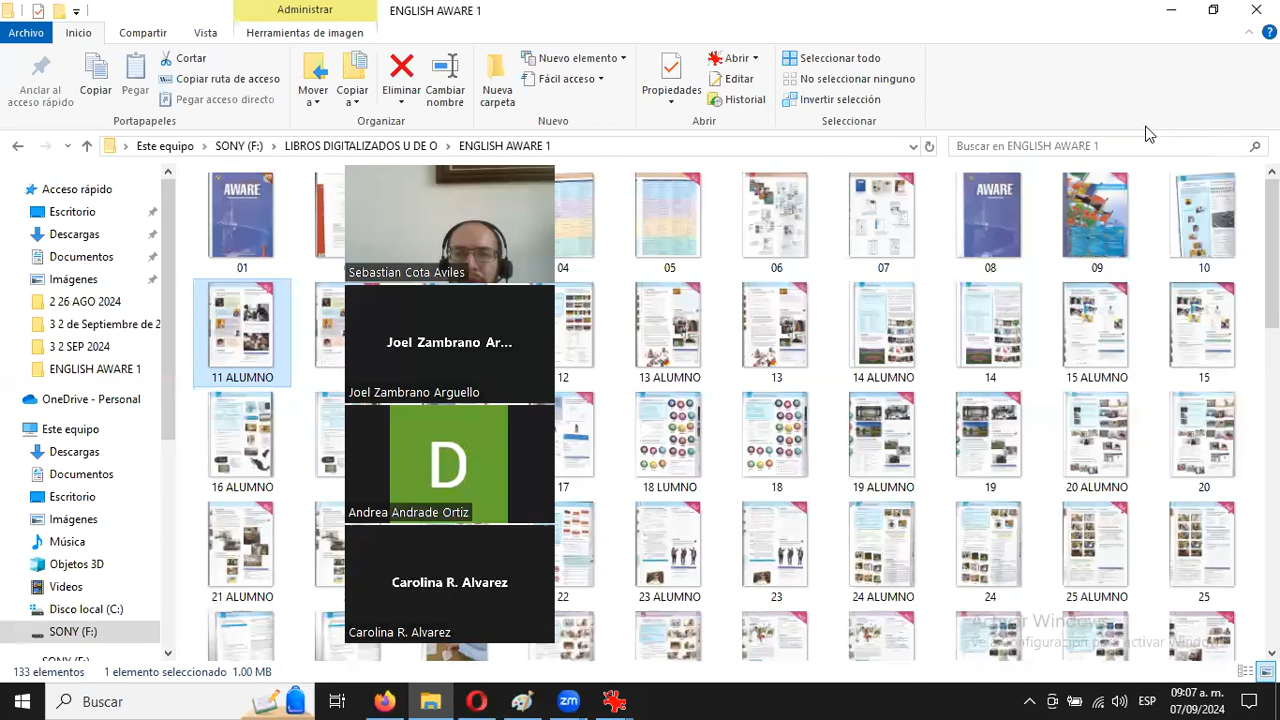 Administrar
ENGLISH AWARE 1
Archivo
Inicio
Compartir
Vista
Herramientas de imagen
Anclar al acceso rápido
Copiar
Pegar
Cortar
Copiar ruta de acceso
Pegar acceso directo
Portapapeles
Mover a
Copiar a
Eliminar
Cambiar nombre
Organizar
Nueva carpeta
Nuevo elemento
Fácil acceso
Nuevo
Propiedades
Abrir
Editar
Historial
Abrir
Seleccionar todo
No seleccionar ninguno
Invertir selección
Seleccionar
Este equipo
SONY (F:)
LIBROS DIGITALIZADOS U DE O
ENGLISH AWARE 1
Buscar en ENGLISH AWARE 1
Acceso rápido
Escritorio
Descargas
Documentos
Imágenes
2 26 AGO 2024
3 2 de Septiembre de 2
3 2 SEP 2024
ENGLISH AWARE 1
OneDrive - Personal
Este equipo
Descargas
Documentos
Escritorio
Imágenes
Música
Objetos 3D
Videos
Disco local (C:)
SONY (F:)
AWARE
AWARE
01
04
05
06
07
08
09
10
11 ALUMNO
12
13 ALUMNO
13
14 ALUMNO
14
15 ALUMNO
15
16 ALUMNO
17
18 LUMNO
18
19 ALUMNO
19
20 ALUMNO
20
21 ALUMNO
22
23 ALUMNO
23
24 ALUMNO
24
25 ALUMNO
25
Sebastian Cota Aviles
Joel Zambrano Ar...
Joel Zambrano Arguello
D
Andrea Andrade Ortiz
Carolina R. Alvarez
Carolina R. Alvarez
133 elementos
1 elemento seleccionado 1.00 MB
Buscar
zm
ESP
09:07 a. m.
07/09/2024